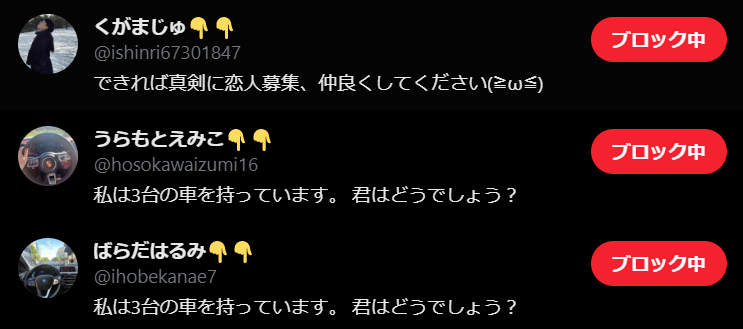 くがまじゅ👇👇
@ishinri67301847
ブロック中
できれば真剣に恋人募集、仲良くしてください(≧ω≦)
うらもとえみこ👇👇
@hosokawaizumi16
ブロック中
私は3台の車を持っています。 君はどうでしょう？
ばらだはるみ👇👇
@ihobekanae7
ブロック中
私は3台の車を持っています。 君はどうでしょう？